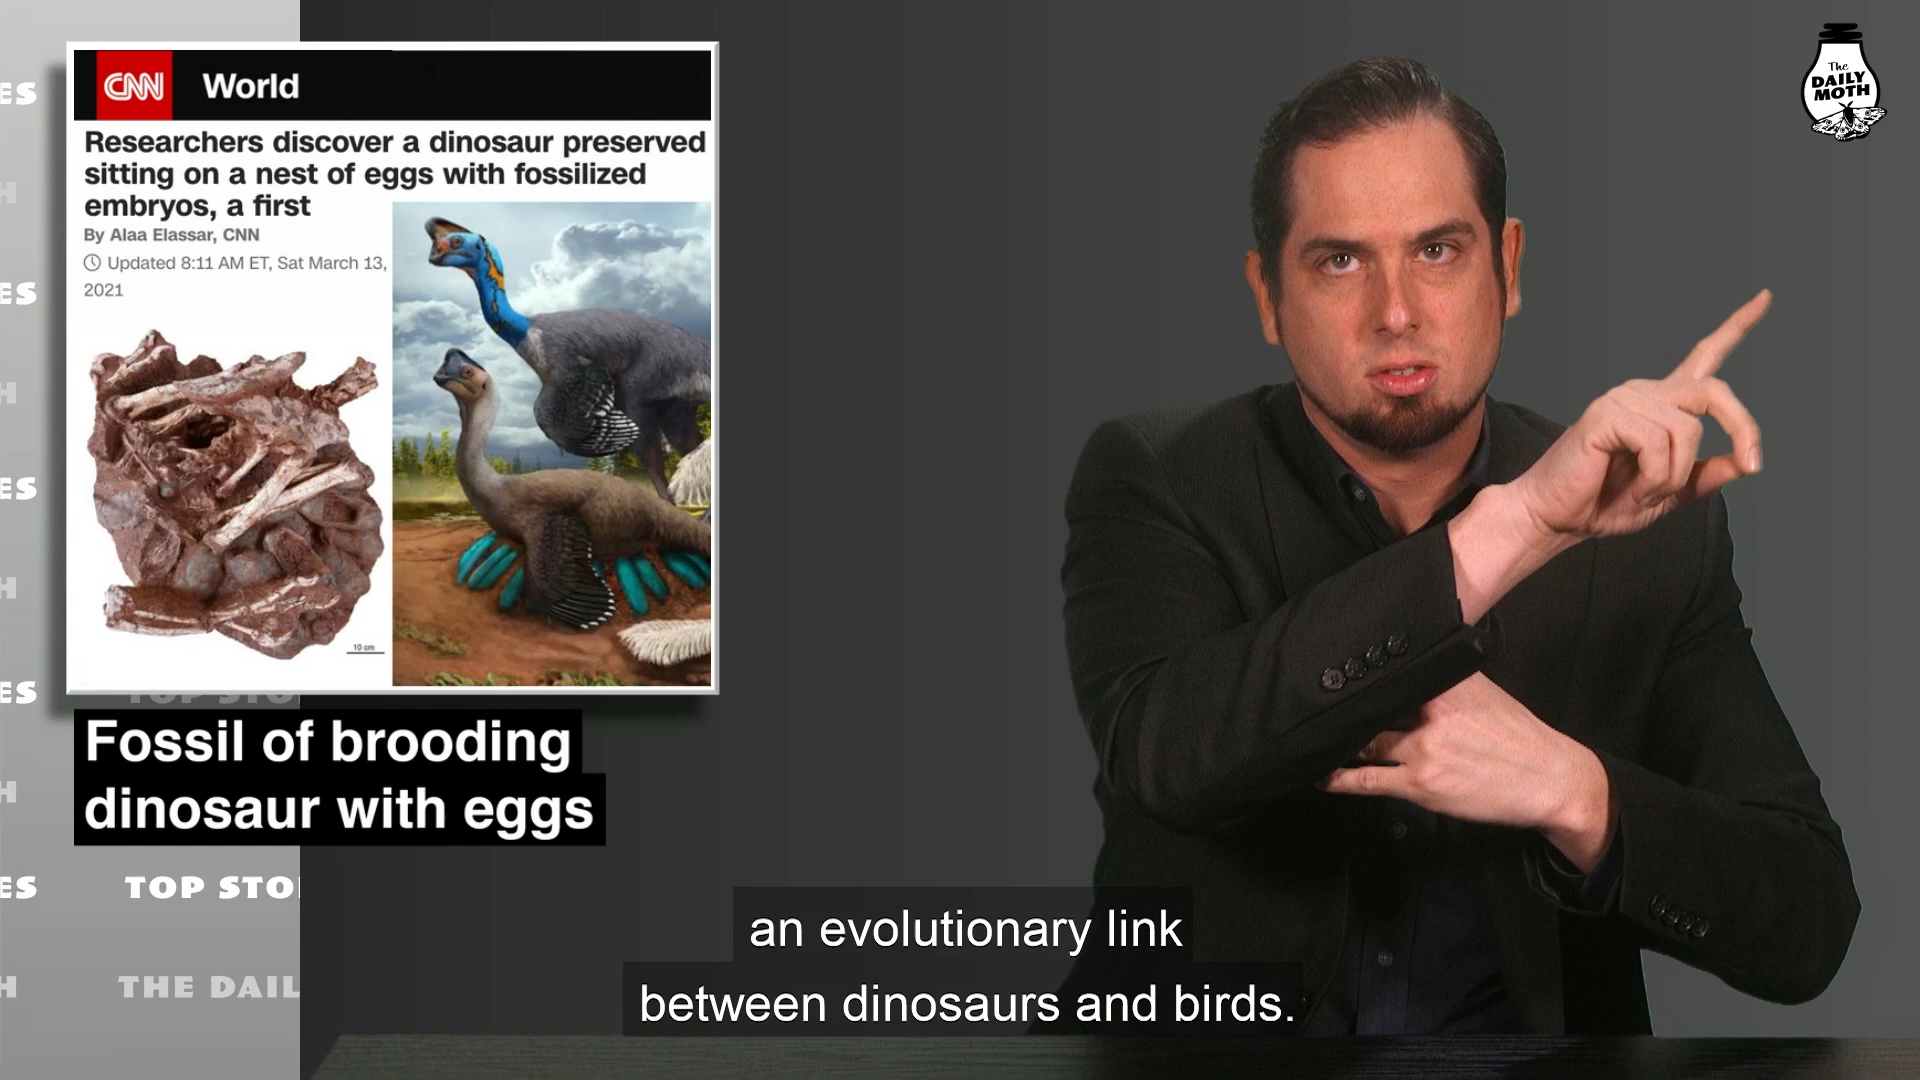 CNN World
Researchers discover a dinosaur preserved
sitting on a nest of eggs with fossilized
embryos, a first
By Alaa Elassar, CNN
Updated 8:11 AM ET, Sat March 13,
2021
10 cm
Fossil of brooding
dinosaur with eggs
The
DAILY
MOTH
TOP STO
THE DAIL
an evolutionary link
between dinosaurs and birds.